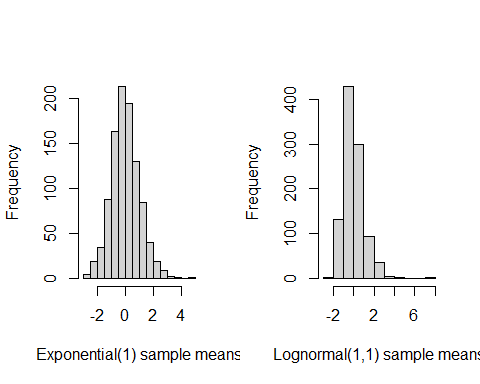 Frequency
200
150
100
50
0
-2 0 2 4
Exponential(1) sample means
Frequency
400
300
200
100
0
-2 2 6
Lognormal(1,1) sample means